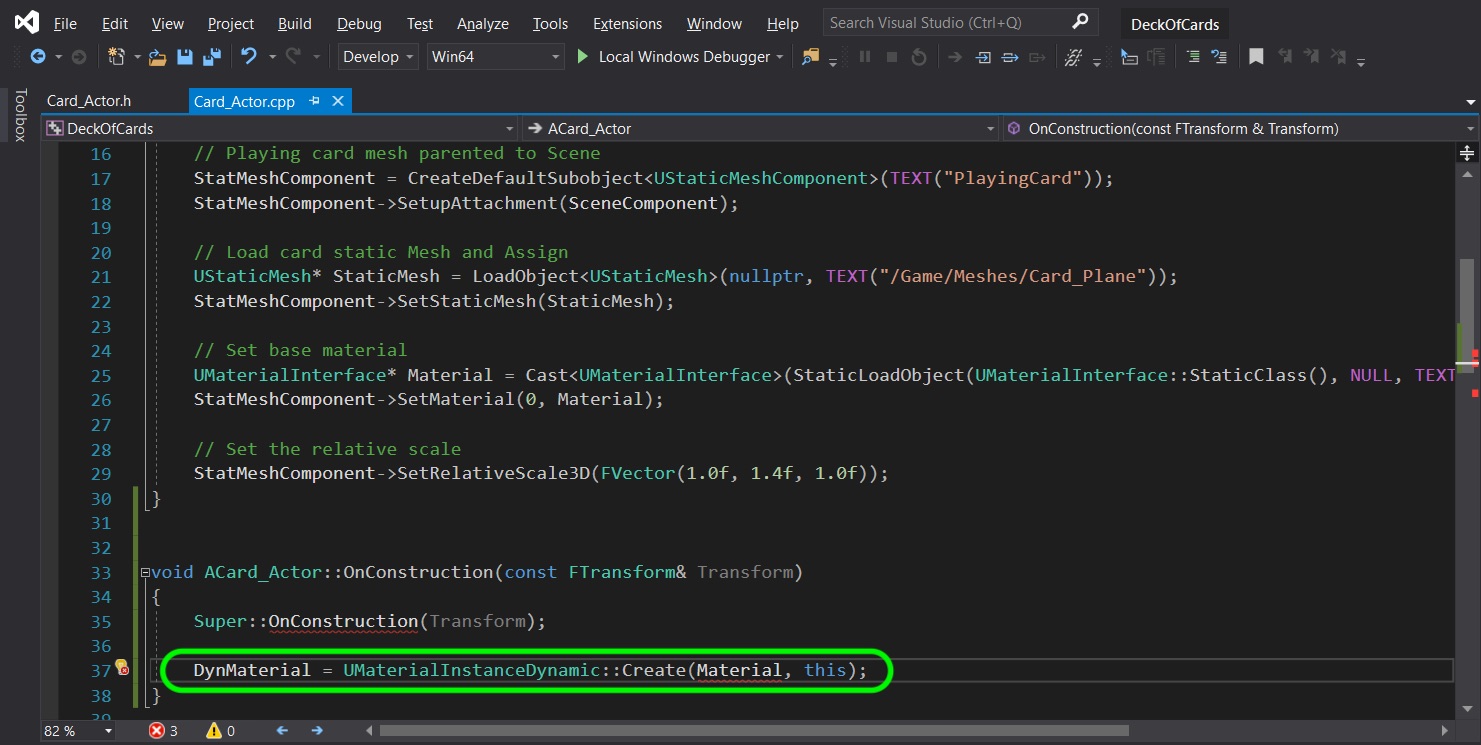 File Edit View Project Build Debug Test Analyze Tools Extensions Window Help Search Visual Studio (Ctrl+Q) DeckOfCards
Develop Win64 Local Windows Debugger
Toolbox
Card_Actor.h Card_Actor.cpp
DeckOfCards ACard_Actor OnConstruction(const FTransform & Transform)
16 // Playing card mesh parented to Scene
17 StatMeshComponent = CreateDefaultSubobject<UStaticMeshComponent>(TEXT("PlayingCard"));
18 StatMeshComponent->SetupAttachment(SceneComponent);
19
20 // Load card static Mesh and Assign
21 UStaticMesh* StaticMesh = LoadObject<UStaticMesh>(nullptr, TEXT("/Game/Meshes/Card_Plane"));
22 StatMeshComponent->SetStaticMesh(StaticMesh);
23
24 // Set base material
25 UMaterialInterface* Material = Cast<UMaterialInterface>(StaticLoadObject(UMaterialInterface::StaticClass(), NULL, TEXT
26 StatMeshComponent->SetMaterial(0, Material);
27
28 // Set the relative scale
29 StatMeshComponent->SetRelativeScale3D(FVector(1.0f, 1.4f, 1.0f));
30 }
31
32
33 void ACard_Actor::OnConstruction(const FTransform& Transform)
34 {
35 Super::OnConstruction(Transform);
36
37 DynMaterial = UMaterialInstanceDynamic::Create(Material, this);
38 }
39
82 % 3 0